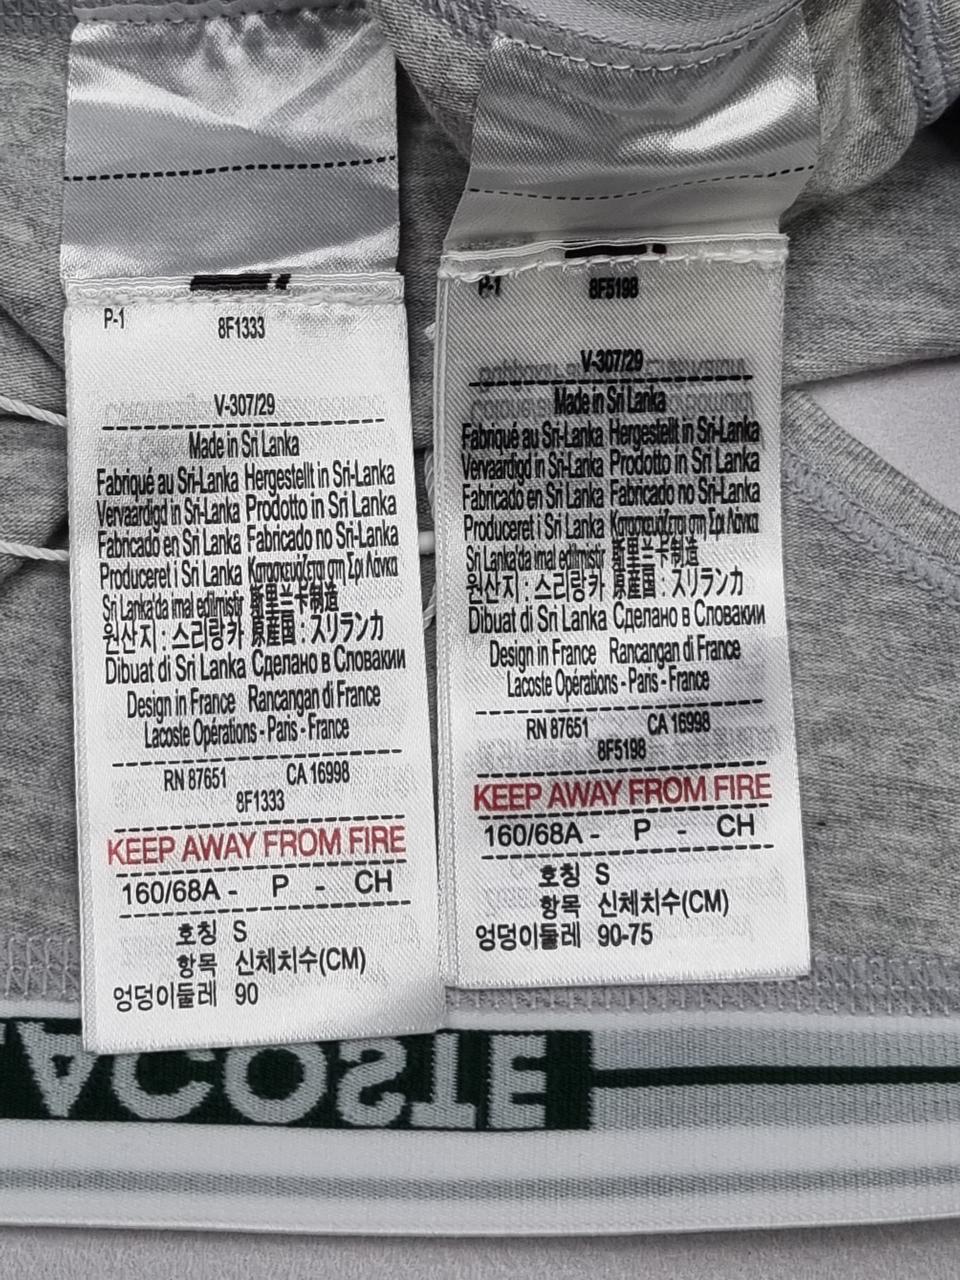 P-1
8F1333
V-307/29
Made in Sri Lanka
Fabriqué au Sri-Lanka Hergestellt in Sri-Lanka
Vervaardigd in Sri-Lanka Prodotto in Sri Lanka
Fabricado en Sri Lanka Fabricado no Sri-Lanka
Produceret i Sri Lanka Κατασκευάζεται στη Σρι Λάνκα
Sri Lanka'da imal edilmistir 斯里兰卡制造
원산지 : 스리랑카 原産国 : スリランカ
Dibuat di Sri Lanka Сделано в Словакии
Design in France Rancangan di France
Lacoste Opérations - Paris - France
RN 87651 CA 16998
8F1333
KEEP AWAY FROM FIRE
160/68A - P - CH
호칭 S
항목 신체치수(CM)
엉덩이둘레 90
P-1
8F5198
V-307/29
Made in Sri Lanka
Fabriqué au Sri-Lanka Hergestellt in Sri-Lanka
Vervaardigd in Sri-Lanka Prodotto in Sri Lanka
Fabricado en Sri Lanka Fabricado no Sri-Lanka
Produceret i Sri Lanka Κατασκευάζεται στη Σρι Λάνκα
Sri Lanka'da imal edilmistir 斯里兰卡制造
원산지 : 스리랑카 原産国 : スリランカ
Dibuat di Sri Lanka Сделано в Словакии
Design in France Rancangan di France
Lacoste Opérations - Paris - France
RN 87651 CA 16998
8F5198
KEEP AWAY FROM FIRE
160/68A - P - CH
호칭 S
항목 신체치수(CM)
엉덩이둘레 90-75
LACOSTE